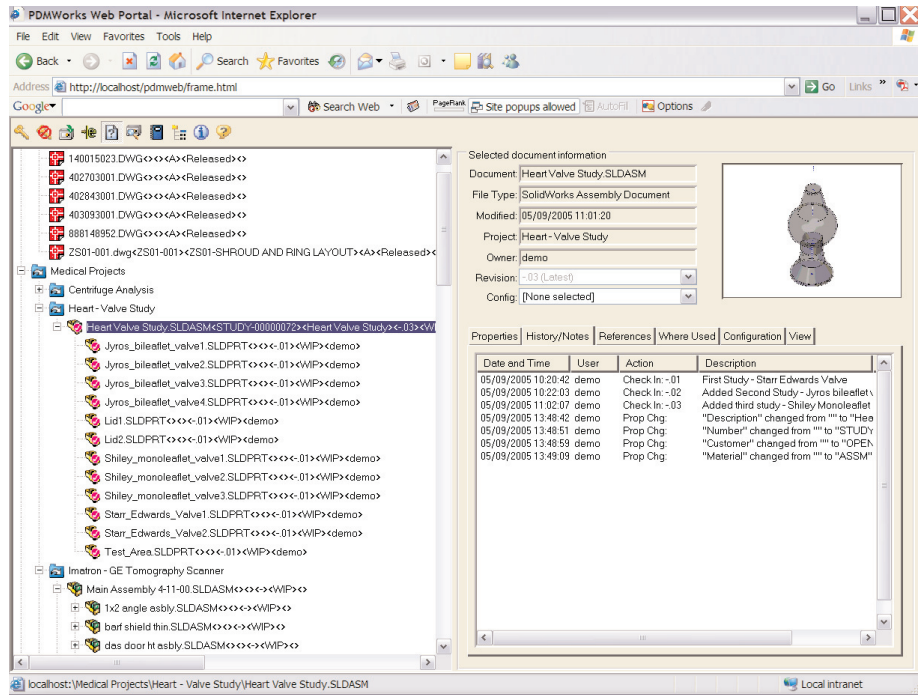 PDMWorks Web Portal - Microsoft Internet Explorer
File Edit View Favorites Tools Help
Back Search Favorites
Address http://localhost/pdmweb/frame.html Go Links »
Google Search Web PageRank Site popups allowed AutoFill Options
140015023.DWG<><><A><Released><>
402703001.DWG<><><A><Released><>
402843001.DWG<><><A><Released><>
403093001.DWG<><><A><Released><>
888148952.DWG<><><A><Released><>
ZS01-001.dwg<ZS01-001><ZS01-SHROUD AND RING LAYOUT><A><Released><
Medical Projects
Centrifuge Analysis
Heart - Valve Study
Heart Valve Study.SLDASM<STUDY-00000072><Heart Valve Study><-.03><WI
Jyros_bileaflet_valve1.SLDPRT<><><-.01><WIP><demo>
Jyros_bileaflet_valve2.SLDPRT<><><-.01><WIP><demo>
Jyros_bileaflet_valve3.SLDPRT<><><-.01><WIP><demo>
Jyros_bileaflet_valve4.SLDPRT<><><-.01><WIP><demo>
Lid1.SLDPRT<><><-.01><WIP><demo>
Lid2.SLDPRT<><><-.01><WIP><demo>
Shiley_monoleaflet_valve1.SLDPRT<><><-.01><WIP><demo>
Shiley_monoleaflet_valve2.SLDPRT<><><-.01><WIP><demo>
Shiley_monoleaflet_valve3.SLDPRT<><><-.01><WIP><demo>
Starr_Edwards_Valve1.SLDPRT<><><-.01><WIP><demo>
Starr_Edwards_Valve2.SLDPRT<><><-.01><WIP><demo>
Test_Area.SLDPRT<><><-.01><WIP><demo>
Imatron - GE Tomography Scanner
Main Assembly 4-11-00.SLDASM<><><-><WIP><>
1x2 angle asbly.SLDASM<><><-><WIP><>
barf shield thin.SLDASM<><><-><WIP><>
das door ht asbly.SLDASM<><><-><WIP><>
Selected document information
Document: Heart Valve Study.SLDASM
File Type: SolidWorks Assembly Document
Modified: 05/09/2005 11:01:20
Project: Heart - Valve Study
Owner: demo
Revision: -.03 (Latest)
Config: [None selected]
Properties History/Notes References Where Used Configuration View
Date and Time User Action Description
05/09/2005 10:20:42 demo Check In: -.01 First Study - Starr Edwards Valve
05/09/2005 10:22:03 demo Check In: -.02 Added Second Study - Jyros bileaflet v
05/09/2005 11:02:07 demo Check In: -.03 Added third study - Shiley Monoleaflet
05/09/2005 13:48:42 demo Prop Chg: "Description" changed from "" to "Hea
05/09/2005 13:48:51 demo Prop Chg: "Number" changed from "" to "STUDY
05/09/2005 13:48:59 demo Prop Chg: "Customer" changed from "" to "OPEN
05/09/2005 13:49:09 demo Prop Chg: "Material" changed from "" to "ASSM"
localhost:\Medical Projects\Heart - Valve Study\Heart Valve Study.SLDASM Local intranet